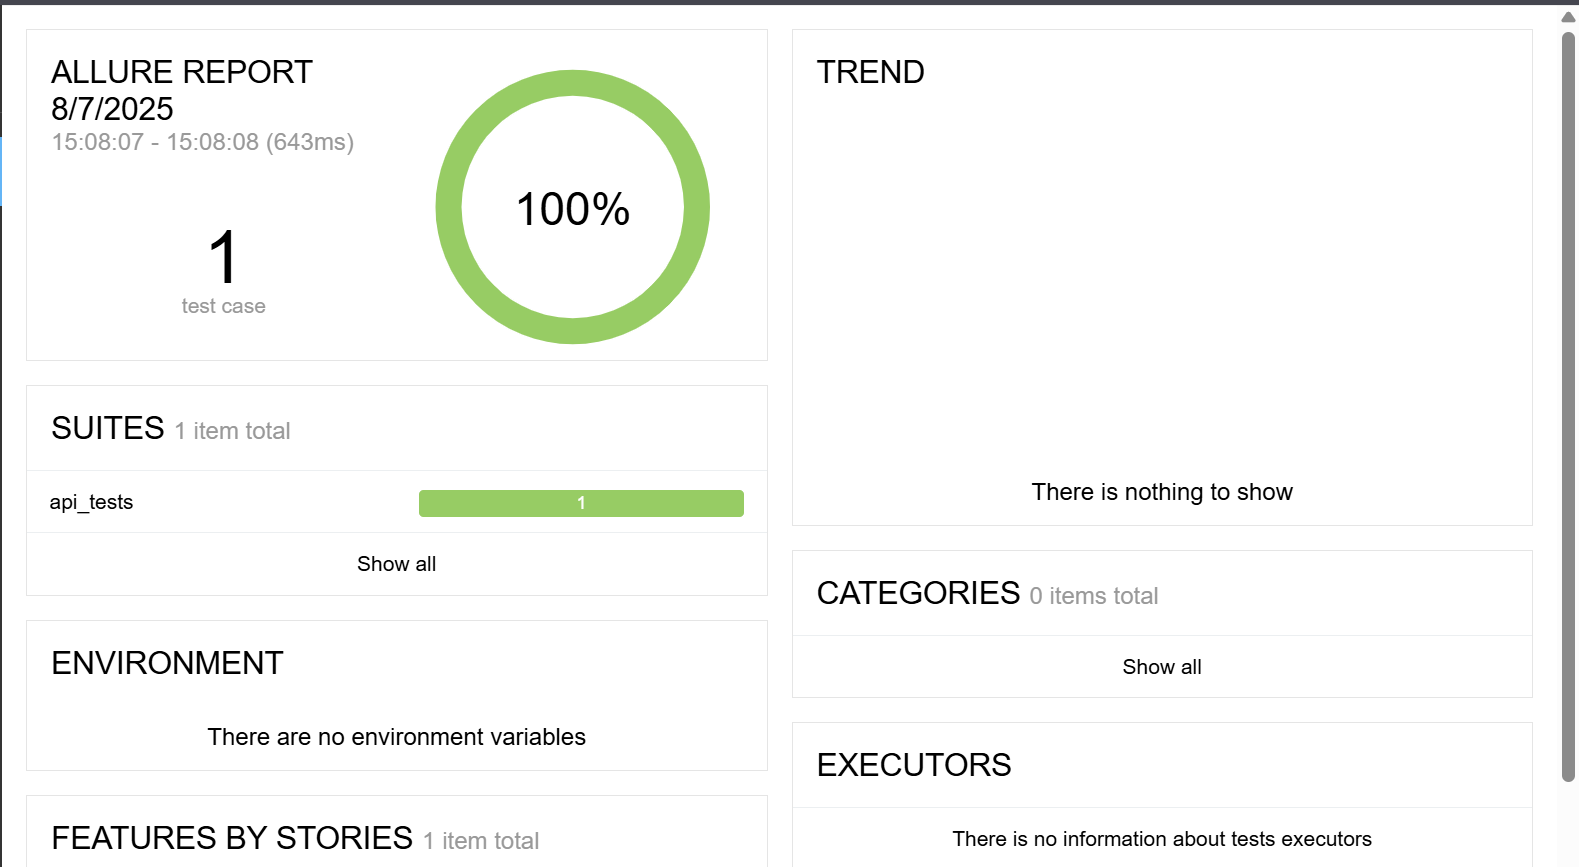 ALLURE REPORT
8/7/2025
15:08:07 - 15:08:08 (643ms)
1
test case
100%
SUITES 1 item total
api_tests 1
Show all
ENVIRONMENT
There are no environment variables
FEATURES BY STORIES 1 item total
TREND
There is nothing to show
CATEGORIES 0 items total
Show all
EXECUTORS
There is no information about tests executors